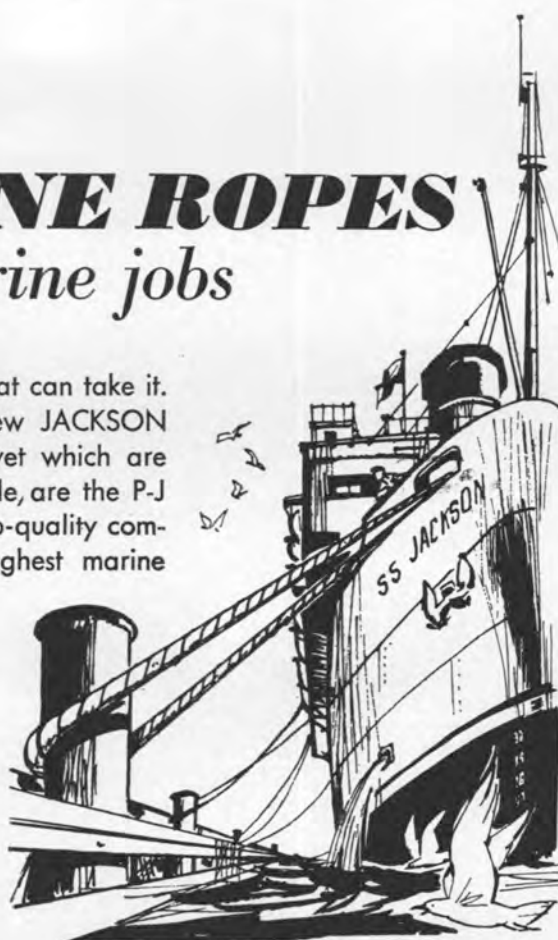 NE ROPES
rine jobs
at can take it.
ew JACKSON
yet which are
le, are the P-J
p-quality com-
ghest marine
SS JACKSON